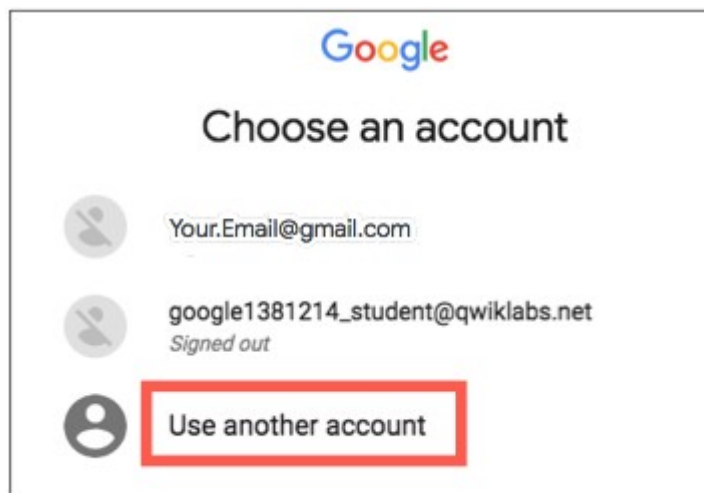 Google
Choose an account
Your.Email@gmail.com
google1381214_student@qwiklabs.net
Signed out
Use another account